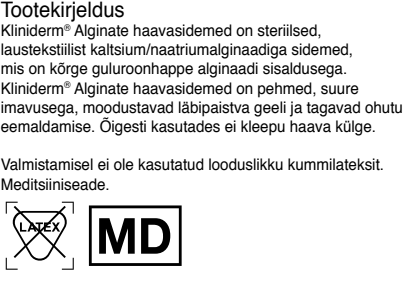 Tootekirjeldus
Kliniderm® Alginate haavasidemed on steriilsed,
laustekstiilist kaltsium/naatriumalginaadiga sidemed,
mis on kõrge guluroonhappe alginaadi sisaldusega.
Kliniderm® Alginate haavasidemed on pehmed, suure
imavusega, moodustavad läbipaistva geeli ja tagavad ohutu
eemaldamise. Õigesti kasutades ei kleepu haava külge.
Valmistamisel ei ole kasutatud looduslikku kummilateksit.
Meditsiiniseade.
LATEX
MD